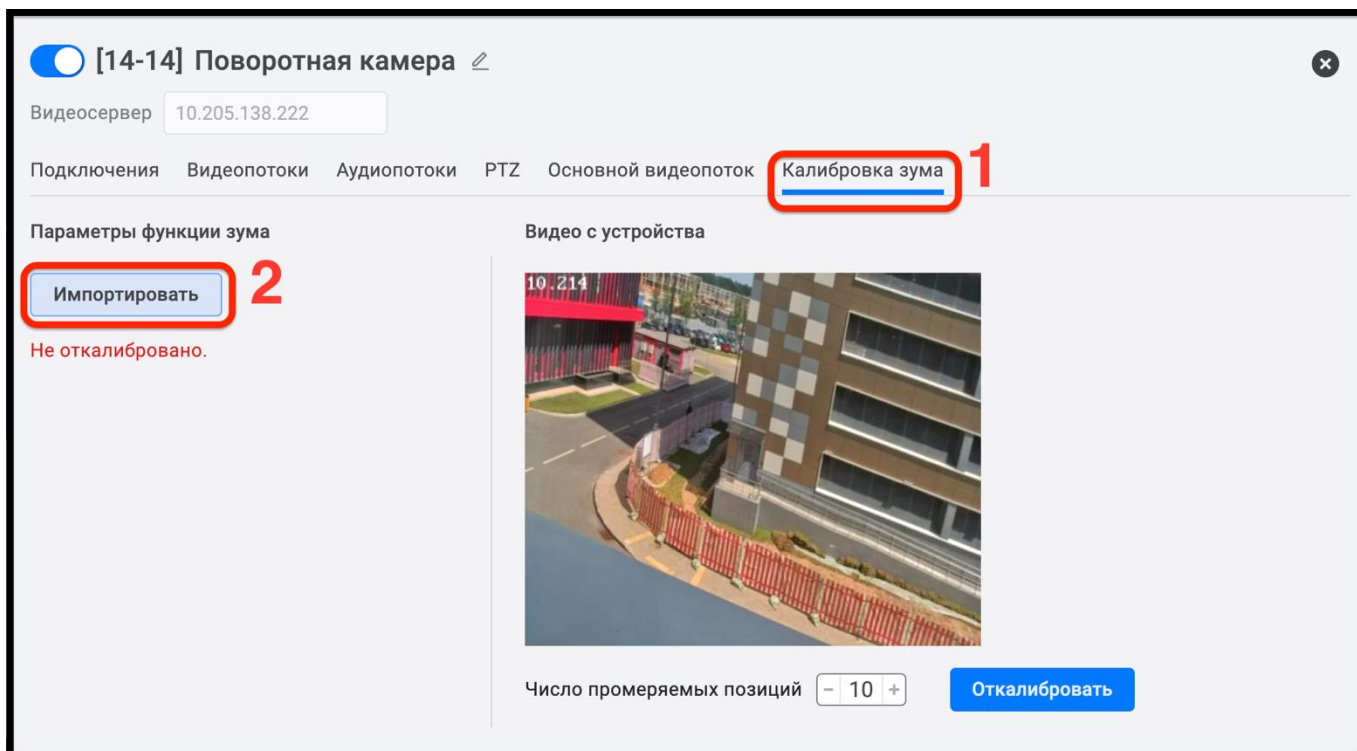 [14-14] Поворотная камера
Видеосервер 10.205.138.222
Подключения Видеопотоки Аудиопотоки PTZ Основной видеопоток Калибровка зума 1
Параметры функции зума
Видео с устройства
Импортировать 2
10.214
Не откалибровано.
Число промеряемых позиций - 10 + Откалибровать